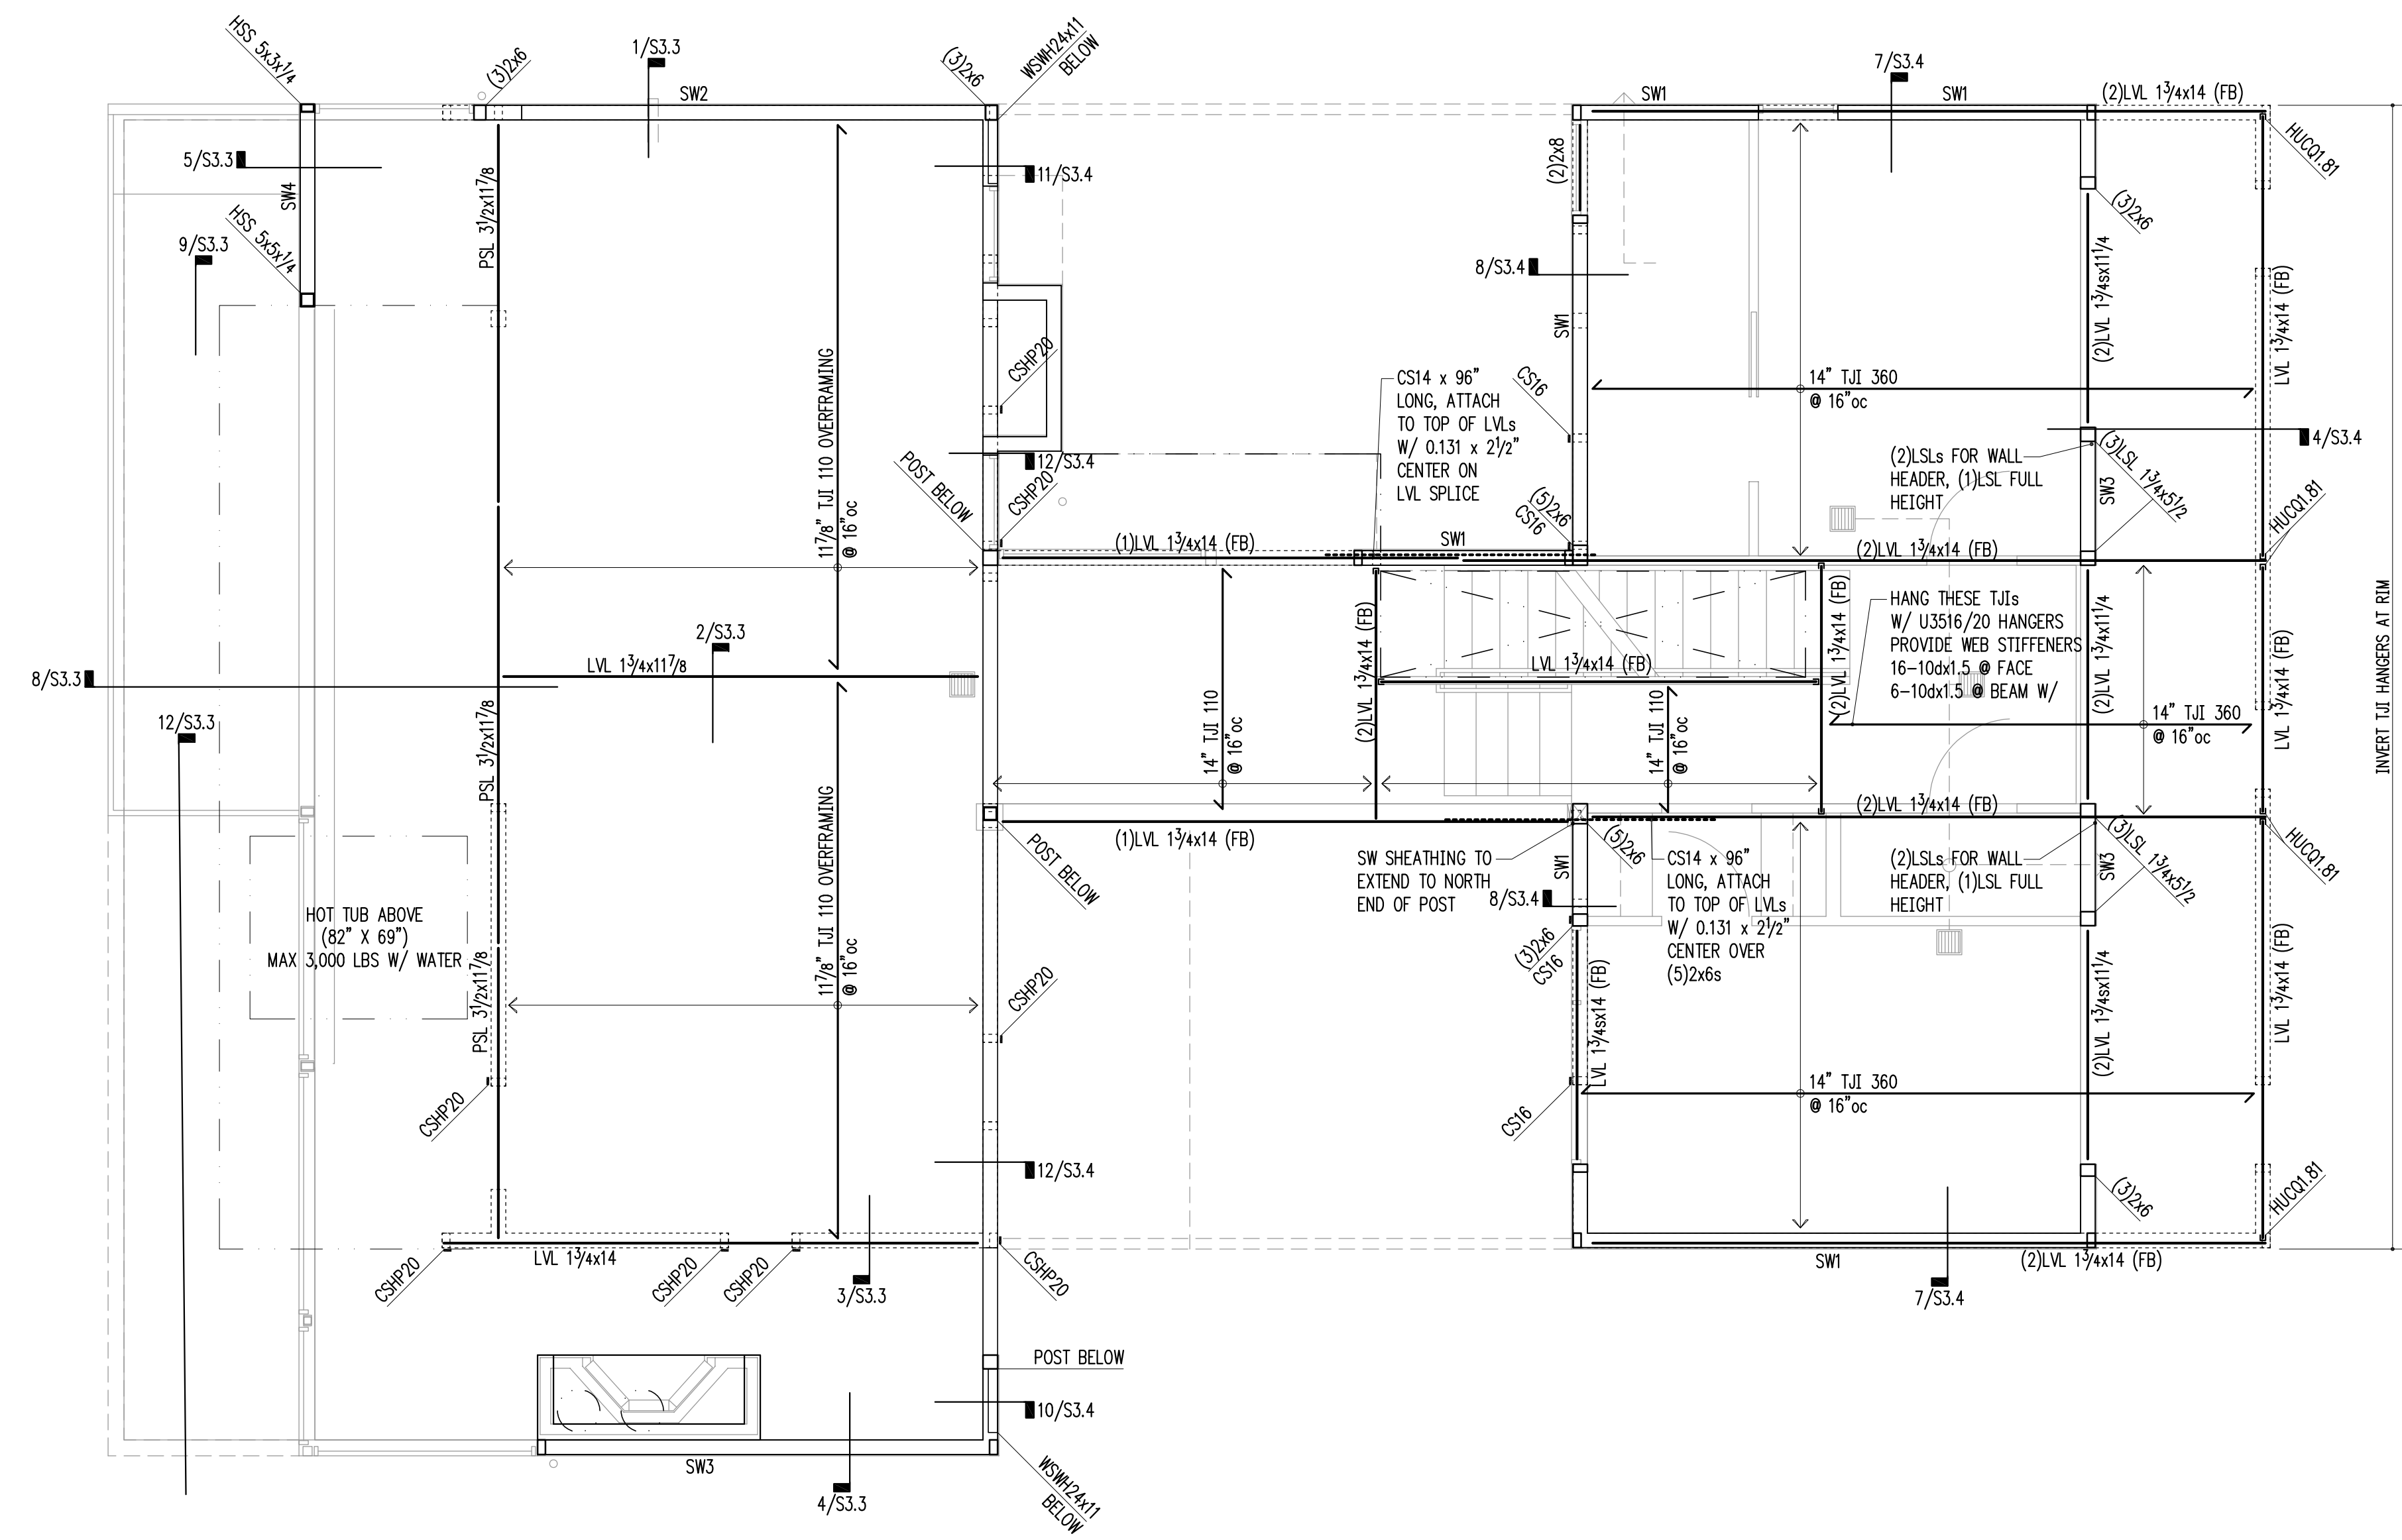 HSS 5x3x1/4
(3)2x6
1/S3.3
SW2
(3)2x6
WSWH24x11
BELOW
7/S3.4
SW1
SW1
(2)LVL 1 3/4x14 (FB)
HUCQ1.81
5/S3.3
SW4
HSS 5x5x1/4
9/S3.3
PSL 3 1/2x11 7/8
11/S3.4
(2)2x8
8/S3.4
SW1
(3)2x6
(2)LVL 1 3/4sx11 1/4
LVL 1 3/4x14 (FB)
11 7/8" TJI 110 OVERFRAMING
@ 16"oc
CSHP20
12/S3.4
CSHP20
POST BELOW
CS14 x 96"
LONG, ATTACH
TO TOP OF LVLs
W/ 0.131 x 2 1/2"
CENTER ON
LVL SPLICE
CS16
(5)2x6
CS16
14" TJI 360
@ 16"oc
4/S3.4
(2)LSLs FOR WALL
HEADER, (1)LSL FULL
HEIGHT
(3)LSL 1 3/4x5 1/2
SW3
HUCQ1.81
(1)LVL 1 3/4x14 (FB)
SW1
(2)LVL 1 3/4x14 (FB)
8/S3.3
2/S3.3
LVL 1 3/4x11 7/8
14" TJI 110
@ 16"oc
(2)LVL 1 3/4x14 (FB)
LVL 1 3/4x14 (FB)
14" TJI 110
@ 16"oc
(2)LVL 1 3/4x14 (FB)
HANG THESE TJIs
W/ U3516/20 HANGERS
PROVIDE WEB STIFFENERS
16-10dx1.5 @ FACE
6-10dx1.5 @ BEAM W/
(2)LVL 1 3/4x11 1/4
14" TJI 360
@ 16"oc
LVL 1 3/4x14 (FB)
INVERT TJI HANGERS AT RIM
12/S3.3
PSL 3 1/2x11 7/8
11 7/8" TJI 110 OVERFRAMING
@ 16"oc
(1)LVL 1 3/4x14 (FB)
POST BELOW
(2)LVL 1 3/4x14 (FB)
HUCQ1.81
SW SHEATHING TO
EXTEND TO NORTH
END OF POST
SW1
(5)2x6
8/S3.4
CS14 x 96"
LONG, ATTACH
TO TOP OF LVLs
W/ 0.131 x 2 1/2"
CENTER OVER
(5)2x6s
(2)LSLs FOR WALL
HEADER, (1)LSL FULL
HEIGHT
SW3
(3)LSL 1 3/4x5 1/2
HOT TUB ABOVE
(82" X 69")
MAX 3,000 LBS W/ WATER
PSL 3 1/2x11 7/8
CSHP20
CSHP20
(3)2x6
CS16
LVL 1 3/4sx14 (FB)
CS16
14" TJI 360
@ 16"oc
(2)LVL 1 3/4sx11 1/4
LVL 1 3/4x14 (FB)
12/S3.4
(3)2x6
HUCQ1.81
LVL 1 3/4x14
CSHP20
CSHP20
CSHP20
3/S3.3
CSHP20
SW1
(2)LVL 1 3/4x14 (FB)
7/S3.4
POST BELOW
10/S3.4
SW3
4/S3.3
WSWH24x11
BELOW